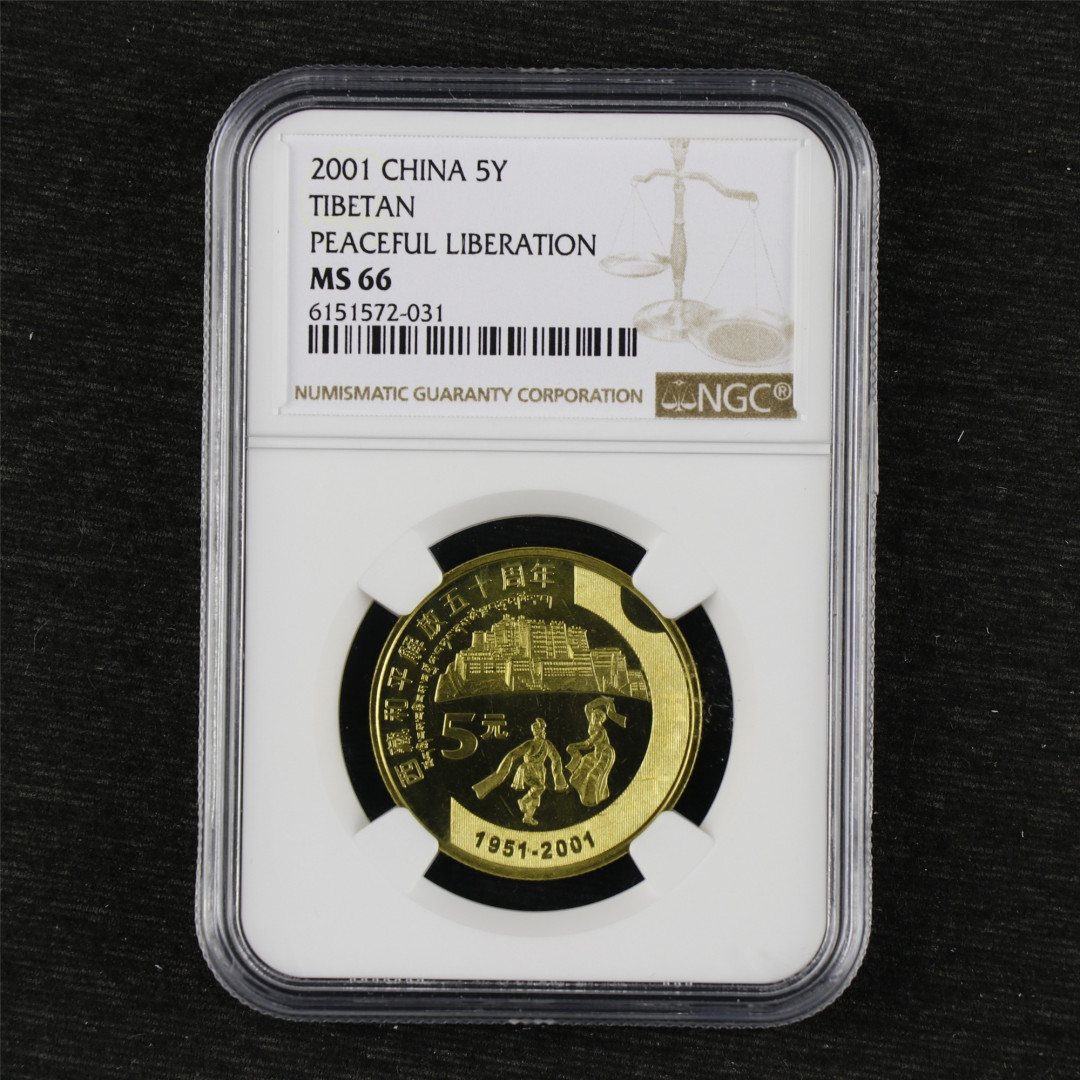 2001 CHINA 5Y
TIBETAN
PEACEFUL LIBERATION
MS 66
6151572-031
NUMISMATIC GUARANTY CORPORATION
NGC®
西藏和平解放五十周年
5元
1951-2001